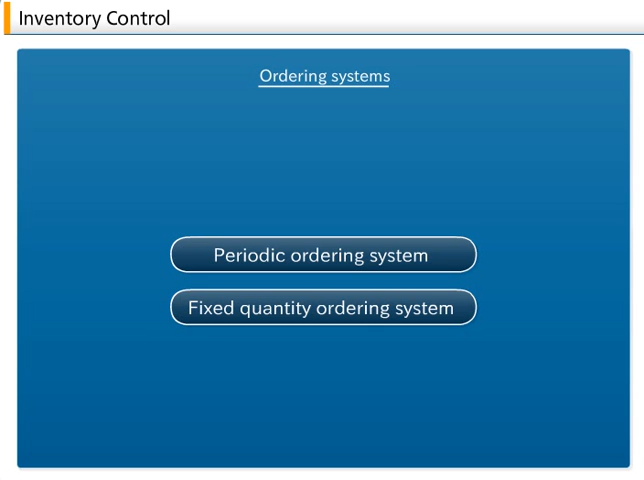 Inventory Control
Ordering systems
Periodic ordering system
Fixed quantity ordering system